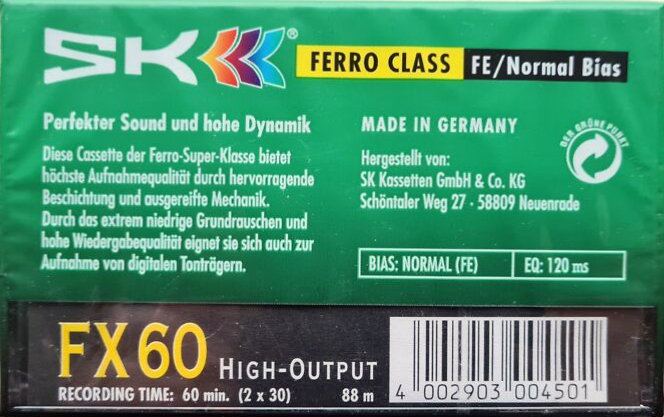 SK®
FERRO CLASS FE/Normal Bias
Perfekter Sound und hohe Dynamik
Diese Cassette der Ferro-Super-Klasse bietet
höchste Aufnahmequalität durch hervorragende
Beschichtung und ausgereifte Mechanik.
Durch das extrem niedrige Grundrauschen und
hohe Wiedergabequalität eignet sie sich auch zur
Aufnahme von digitalen Tonträgern.
MADE IN GERMANY
DER GRÜNE PUNKT
Hergestellt von:
SK Kassetten GmbH & Co. KG
Schöntaler Weg 27 · 58809 Neuenrade
BIAS: NORMAL (FE) EQ: 120 ms
FX 60 HIGH-OUTPUT
RECORDING TIME: 60 min. (2 x 30) 88 m
4 002903 004501